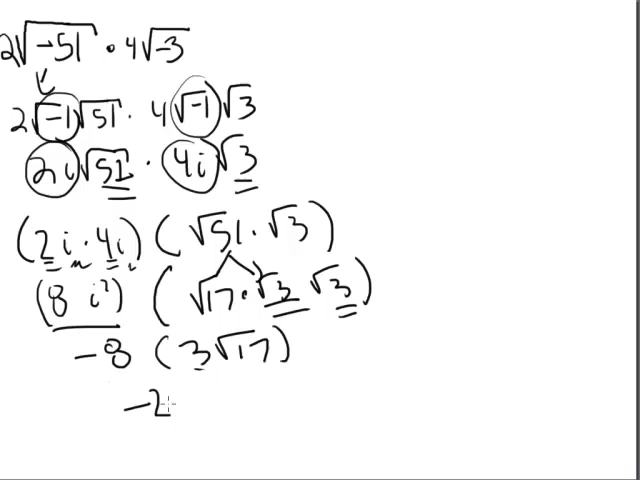 2√-51 · 4√-3
2√-1 √51 · 4√-1 √3
2i√51 · 4i√3
(2i · 4i) (√51 · √3)
(8i²) (√17 · √3 √3)
-8 (3√17)
-2